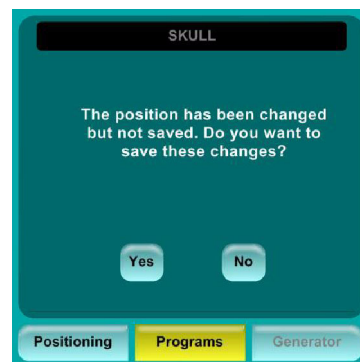 SKULL
The position has been changed
but not saved. Do you want to
save these changes?
Yes No
Positioning Programs Generator